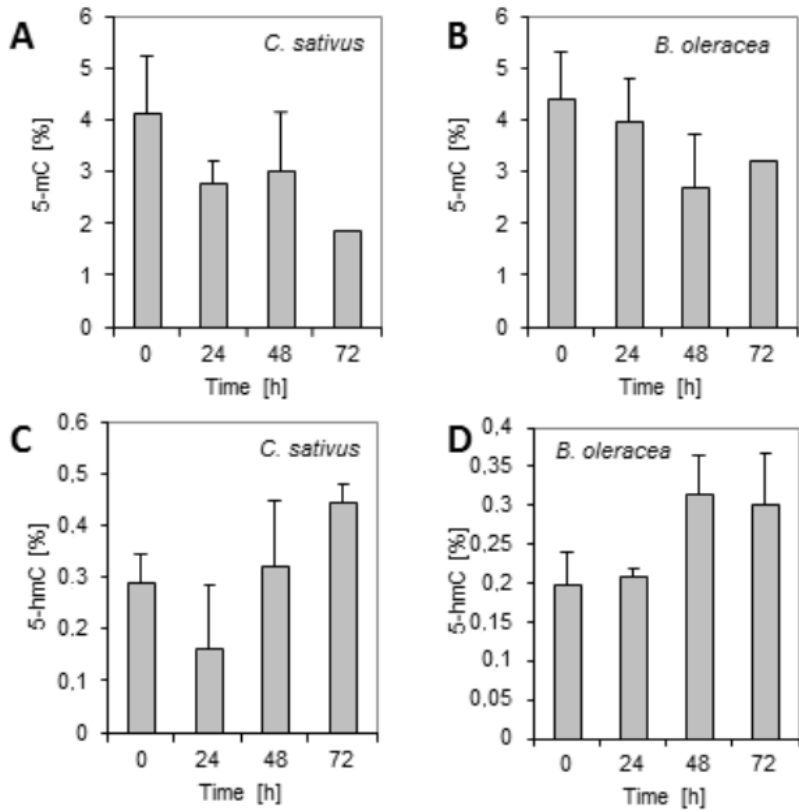 A
C. sativus
5-mC [%]
6
5
4
3
2
1
0
0 24 48 72
Time [h]
B
B. oleracea
5-mC [%]
6
5
4
3
2
1
0
0 24 48 72
Time [h]
C
C. sativus
5-hmC [%]
0.6
0.5
0.4
0.3
0.2
0,1
0
0 24 48 72
Time [h]
D
B. oleracea
5-hmC [%]
0,4
0,35
0,3
0,25
0,2
0,15
0,1
0,05
0
0 24 48 72
Time [h]